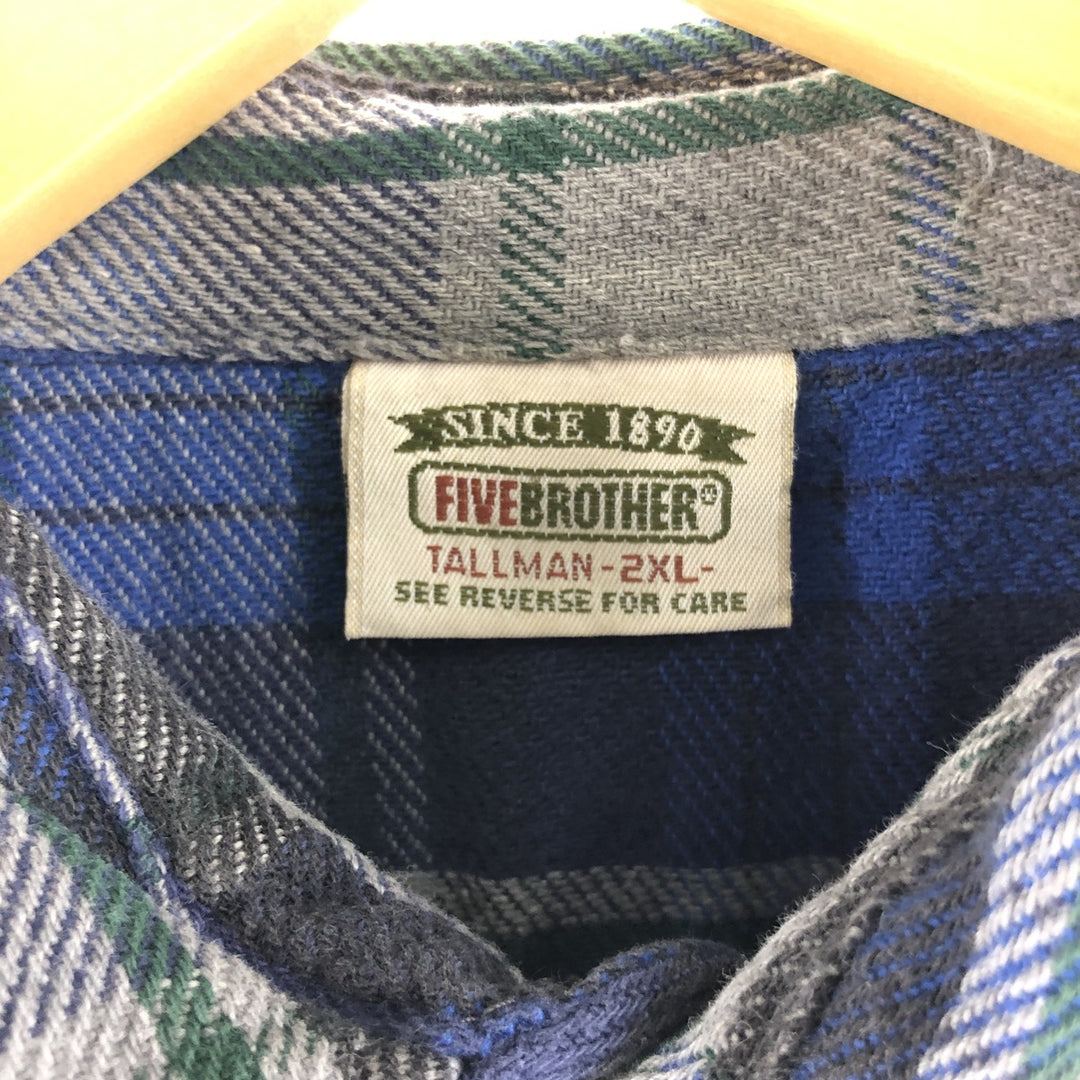 SINCE 1890
FIVEBROTHER®
TALLMAN -2XL-
SEE REVERSE FOR CARE